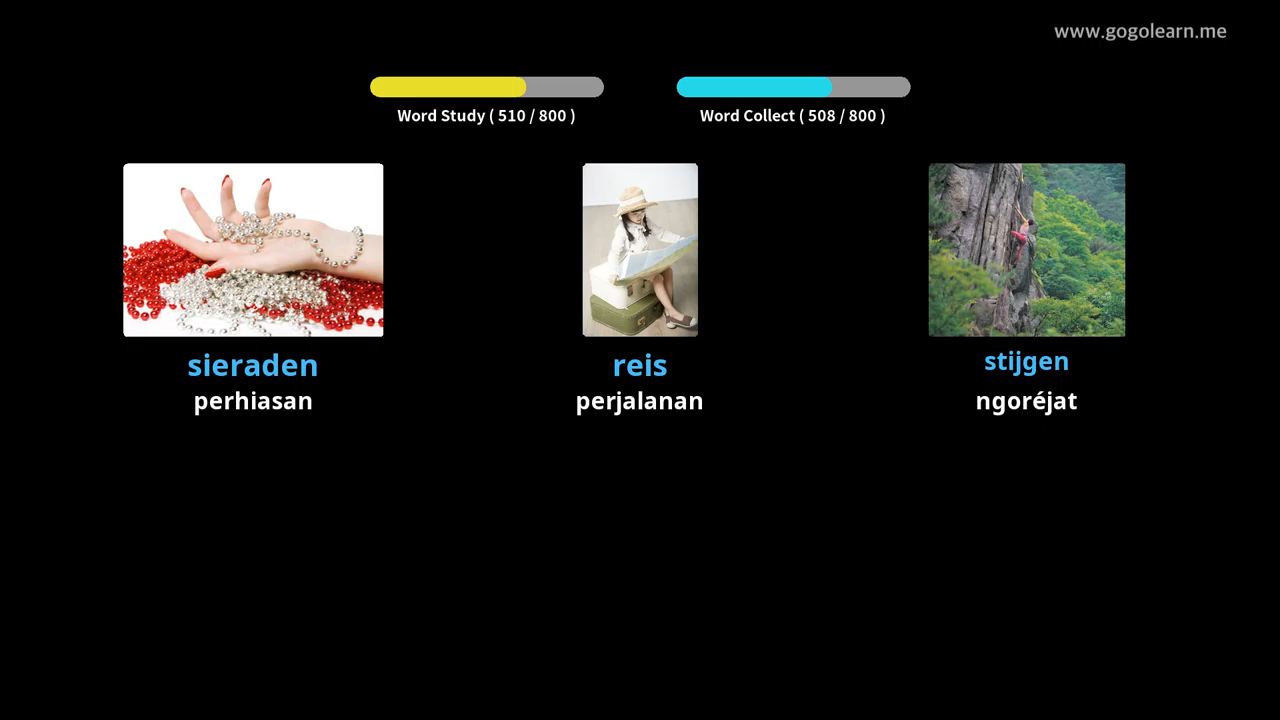 www.gogolearn.me
Word Study ( 510 / 800 )
Word Collect ( 508 / 800 )
sieraden
perhiasan
reis
perjalanan
stijgen
ngoréjat